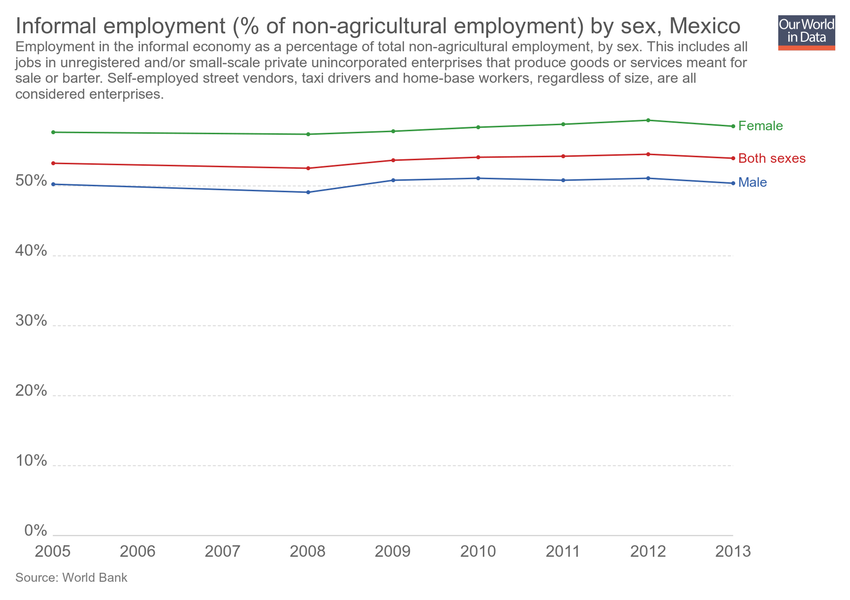 Informal employment (% of non-agricultural employment) by sex, Mexico
Our World
in Data
Employment in the informal economy as a percentage of total non-agricultural employment, by sex. This includes all
jobs in unregistered and/or small-scale private unincorporated enterprises that produce goods or services meant for
sale or barter. Self-employed street vendors, taxi drivers and home-base workers, regardless of size, are all
considered enterprises.
Female
Both sexes
Male
50%
40%
30%
20%
10%
0%
2005 2006 2007 2008 2009 2010 2011 2012 2013
Source: World Bank